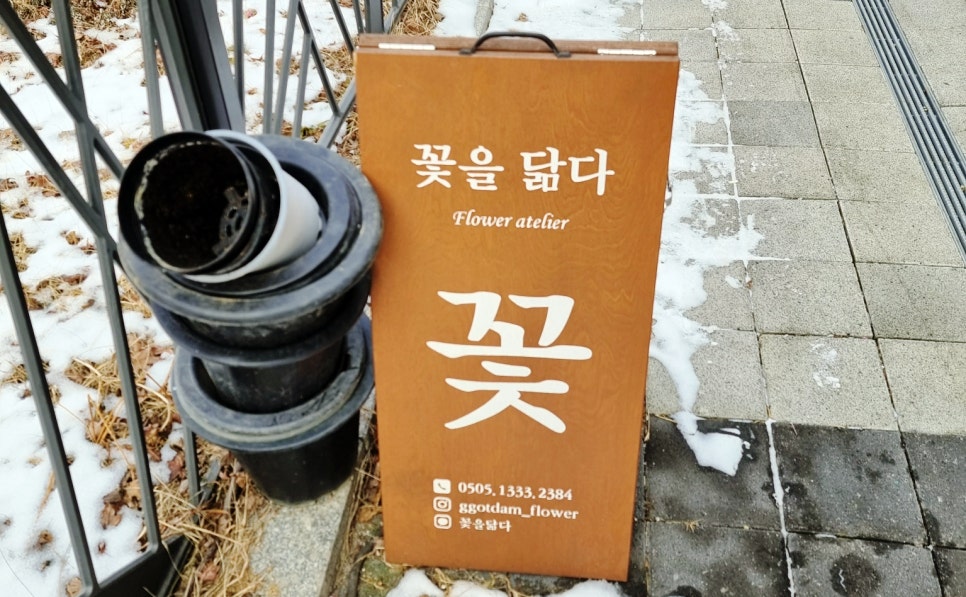 꽃을 닮다
Flower atelier
꽃
0505.1333.2384
ggotdam_flower
꽃을닮다